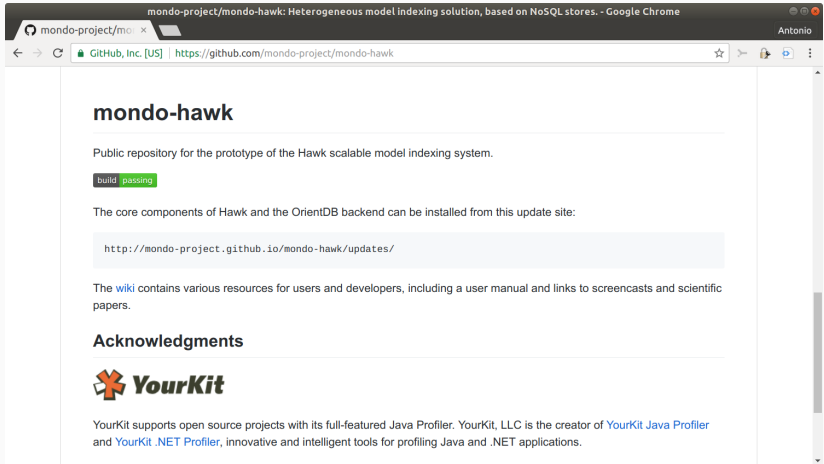 mondo-project/mondo-hawk: Heterogeneous model indexing solution, based on NoSQL stores. - Google Chrome
mondo-project/mo
Antonio
GitHub, Inc. [US] https://github.com/mondo-project/mondo-hawk
mondo-hawk
Public repository for the prototype of the Hawk scalable model indexing system.
build passing
The core components of Hawk and the OrientDB backend can be installed from this update site:
http://mondo-project.github.io/mondo-hawk/updates/
The wiki contains various resources for users and developers, including a user manual and links to screencasts and scientific
papers.
Acknowledgments
YourKit
YourKit supports open source projects with its full-featured Java Profiler. YourKit, LLC is the creator of YourKit Java Profiler
and YourKit .NET Profiler, innovative and intelligent tools for profiling Java and .NET applications.